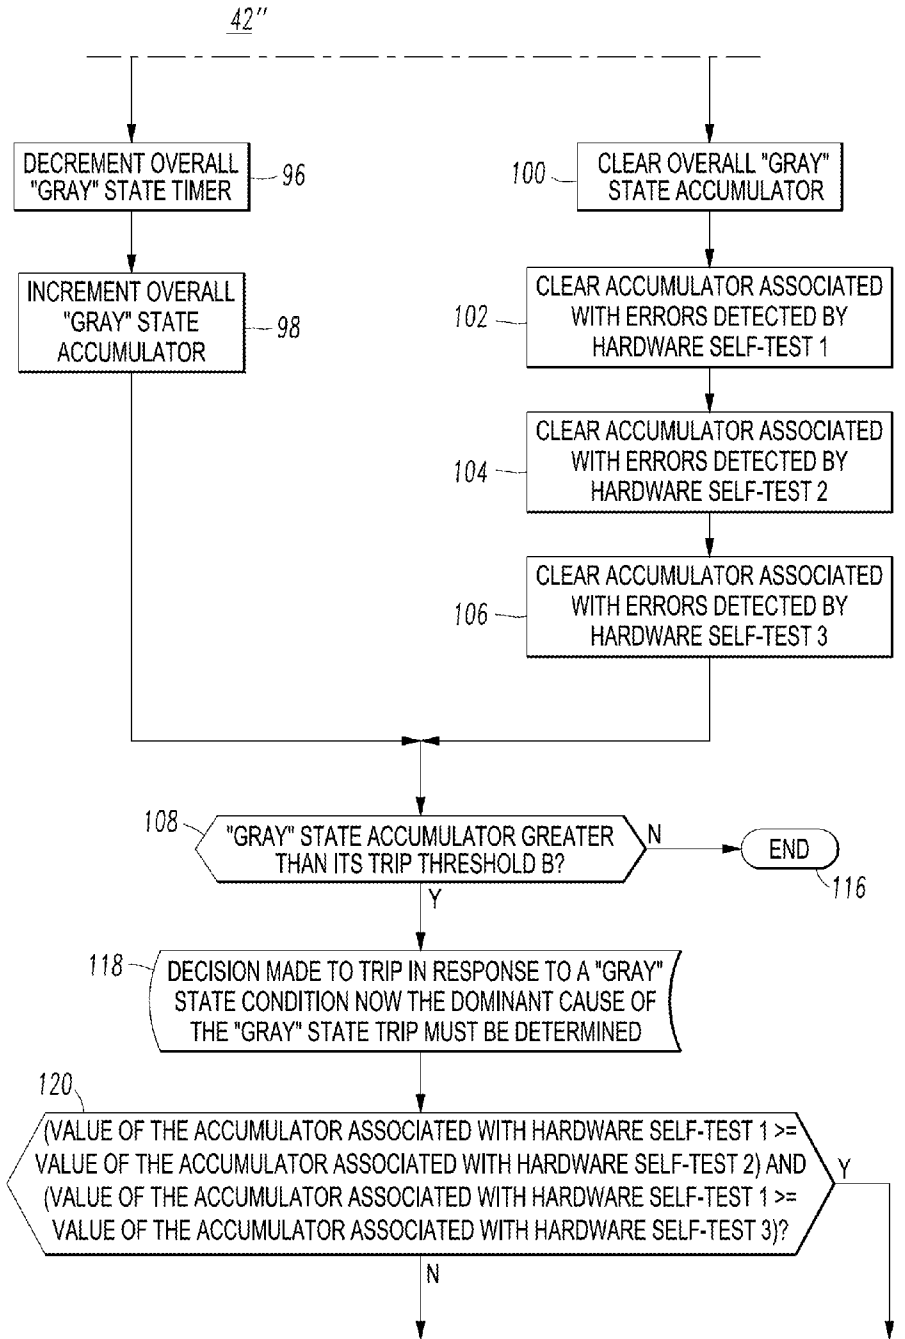 42"
DECREMENT OVERALL
"GRAY" STATE TIMER
96
INCREMENT OVERALL
"GRAY" STATE
ACCUMULATOR
98
100
CLEAR OVERALL "GRAY"
STATE ACCUMULATOR
102
CLEAR ACCUMULATOR ASSOCIATED
WITH ERRORS DETECTED BY
HARDWARE SELF-TEST 1
104
CLEAR ACCUMULATOR ASSOCIATED
WITH ERRORS DETECTED BY
HARDWARE SELF-TEST 2
106
CLEAR ACCUMULATOR ASSOCIATED
WITH ERRORS DETECTED BY
HARDWARE SELF-TEST 3
108
"GRAY" STATE ACCUMULATOR GREATER
THAN ITS TRIP THRESHOLD B?
N
END
116
Y
118
DECISION MADE TO TRIP IN RESPONSE TO A "GRAY"
STATE CONDITION NOW THE DOMINANT CAUSE OF
THE "GRAY" STATE TRIP MUST BE DETERMINED
120
(VALUE OF THE ACCUMULATOR ASSOCIATED WITH HARDWARE SELF-TEST 1 >=
VALUE OF THE ACCUMULATOR ASSOCIATED WITH HARDWARE SELF-TEST 2) AND
(VALUE OF THE ACCUMULATOR ASSOCIATED WITH HARDWARE SELF-TEST 1 >=
VALUE OF THE ACCUMULATOR ASSOCIATED WITH HARDWARE SELF-TEST 3)?
Y
N